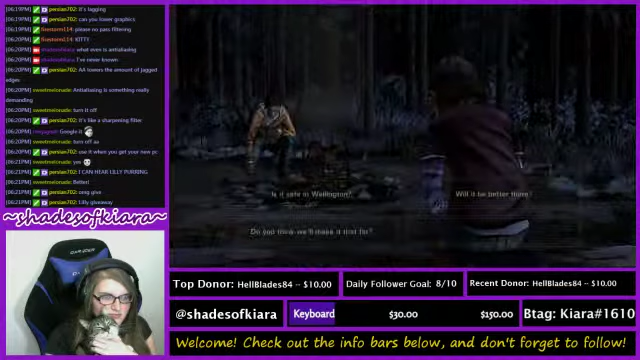 (06:19PM) persian702: it's lagging
(06:19PM) persian702: can you lower graphics
(06:19PM) firestorm114: please no pass filtering
(06:20PM) firestorm114: KITTY
(06:20PM) shadesofkiara: what even is antialiasing
(06:20PM) shadesofkiara: I've never known
(06:20PM) persian702: AA lowers the amount of jagged
edges
(06:20PM) sweetmelonade: Antialiasing is something really
demanding
(06:20PM) sweetmelonade: turn it off
(06:20PM) persian702: it's like a sharpening filter
(06:20PM) Google it
(06:20PM) sweetmelonade: turn off aa
(06:20PM) persian702: use it when you get your new pc
(06:21PM) sweetmelonade: yes
(06:21PM) persian702: I CAN HEAR LILLY PURRING
(06:21PM) sweetmelonade: Better!
(06:21PM) persian702: omg give
(06:21PM) persian702: Lilly giveaway
~shadesofkiara~
Is it safe in Wellington?
Will it be better there?
Do you think we'll make it that far?
Top Donor: HellBlades84 -- $10.00
Daily Follower Goal: 8/10
Recent Donor: HellBlades84 -- $10.00
@shadesofkiara
Keyboard
$30.00
$150.00
Btag: Kiara#1610
Welcome! Check out the info bars below, and don't forget to follow!